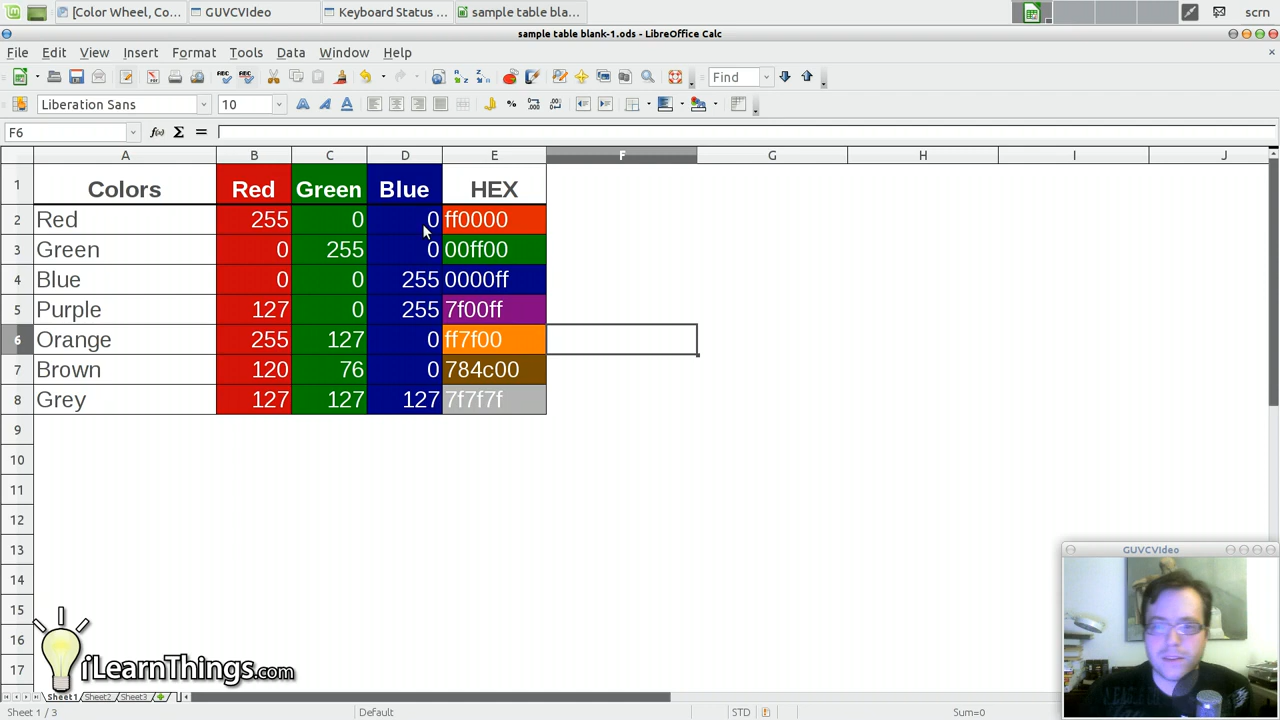 [Color Wheel, Co... GUVCVIdeo Keyboard Status ... sample table bla... scrn
sample table blank-1.ods - LibreOffice Calc
File Edit View Insert Format Tools Data Window Help
Find
Liberation Sans 10
F6
A B C D E F G H I J
1 Colors Red Green Blue HEX
2 Red 255 0 0 ff0000
3 Green 0 255 0 00ff00
4 Blue 0 0 255 0000ff
5 Purple 127 0 255 7f00ff
6 Orange 255 127 0 ff7f00
7 Brown 120 76 0 784c00
8 Grey 127 127 127 7f7f7f
9
10
11
12
13
14
15
16
17
GUVCVIdeo
iLearnThings.com
Sheet1 Sheet2 Sheet3
Sheet 1 / 3 Default STD Sum=0